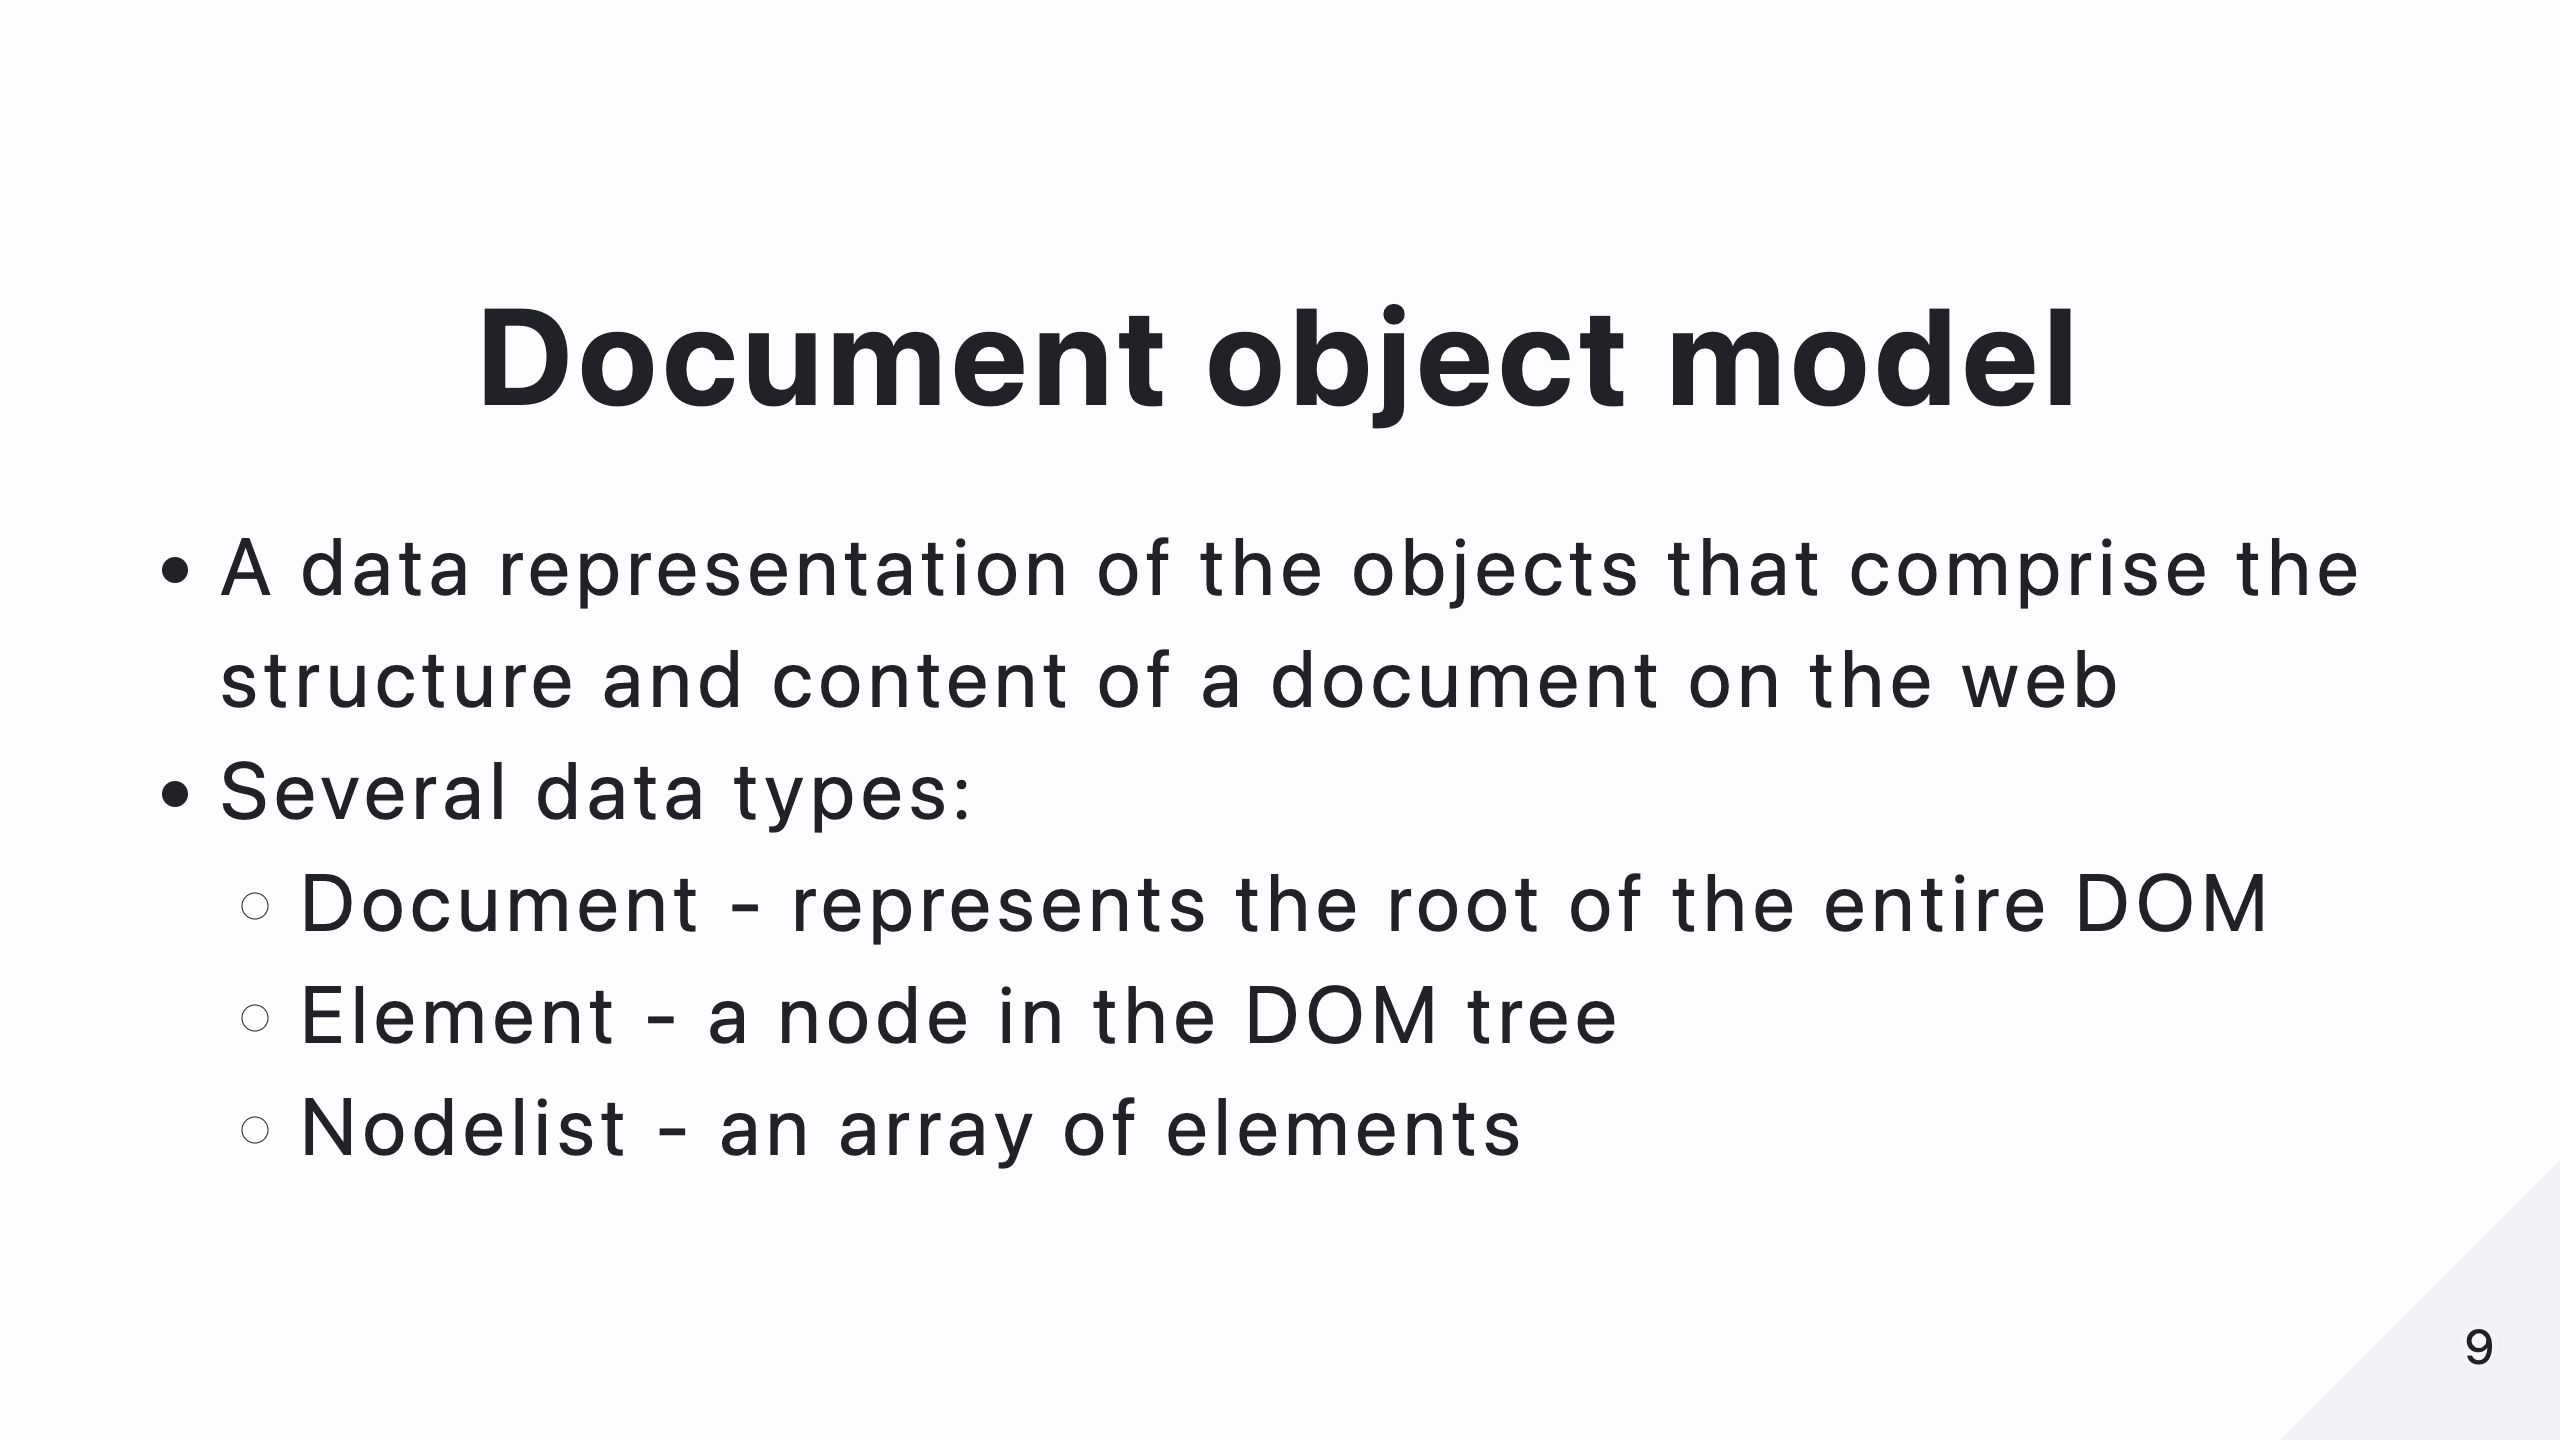 Document object model
• A data representation of the objects that comprise the
structure and content of a document on the web
• Several data types:
○ Document - represents the root of the entire DOM
○ Element - a node in the DOM tree
○ Nodelist - an array of elements
9